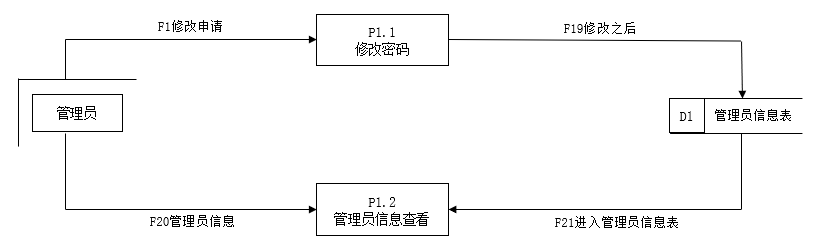 F1修改申请
P1.1
修改密码
F19修改之后
管理员
D1
管理员信息表
P1.2
管理员信息查看
F20管理员信息
F21进入管理员信息表